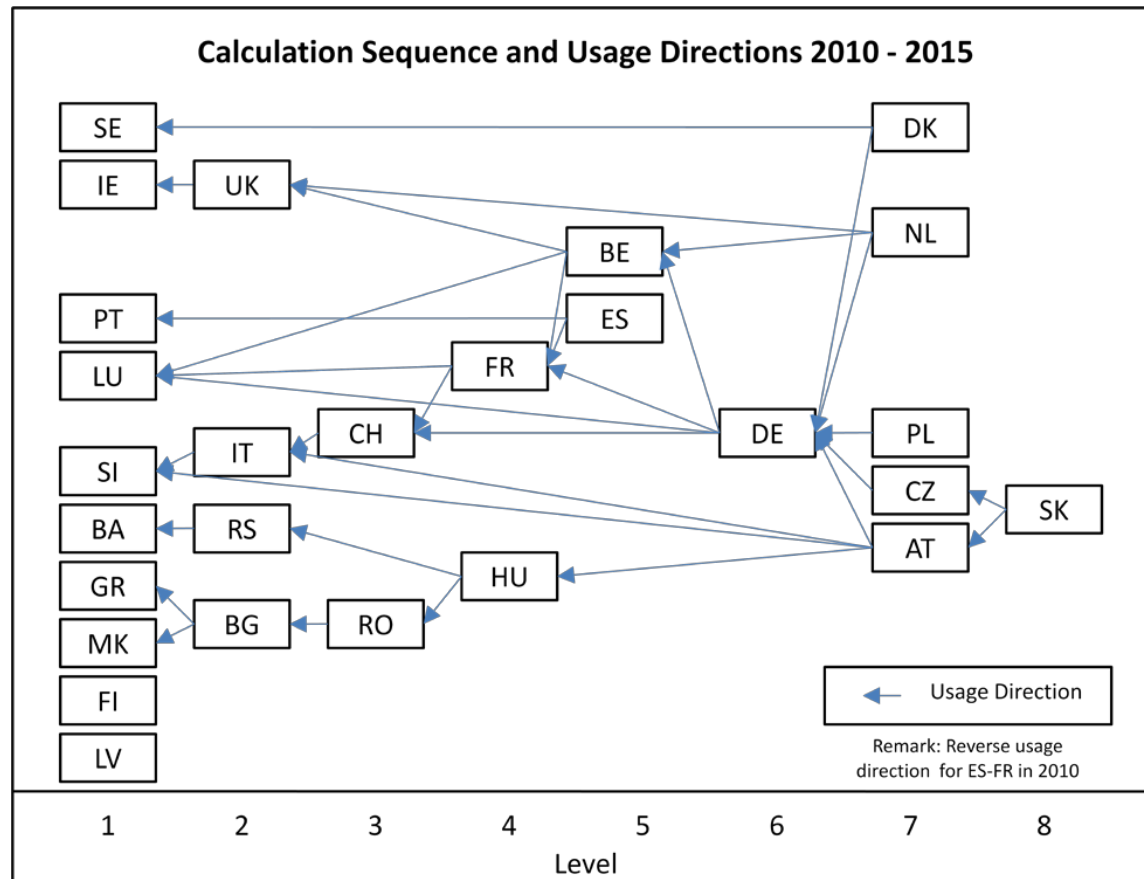 Calculation Sequence and Usage Directions 2010 - 2015
SE
DK
IE
UK
NL
BE
PT
ES
LU
FR
CH
DE
PL
IT
SI
CZ
SK
BA
RS
AT
HU
GR
BG
RO
MK
FI
LV
Usage Direction
Remark: Reverse usage
direction for ES-FR in 2010
1 2 3 4 5 6 7 8
Level